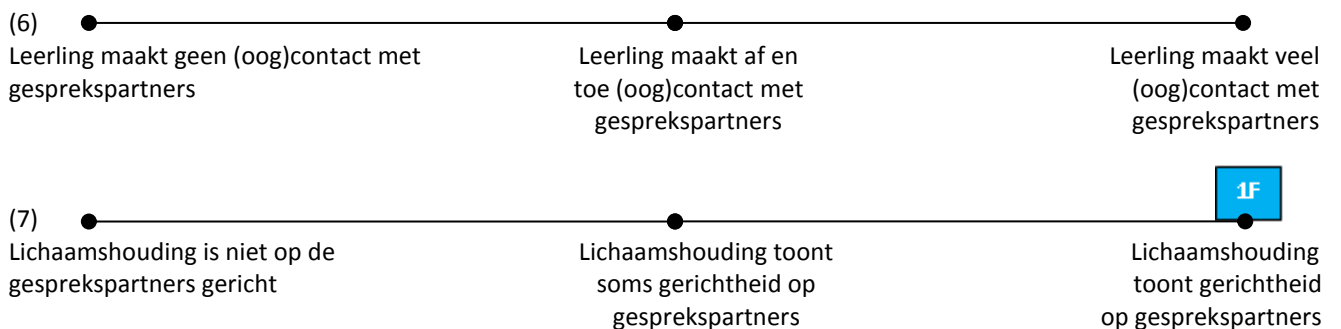 (6)
Leerling maakt geen (oog)contact met
gesprekspartners
Leerling maakt af en
toe (oog)contact met
gesprekspartners
Leerling maakt veel
(oog)contact met
gesprekspartners
1F
(7)
Lichaamshouding is niet op de
gesprekspartners gericht
Lichaamshouding toont
soms gerichtheid op
gesprekspartners
Lichaamshouding
toont gerichtheid
op gesprekspartners